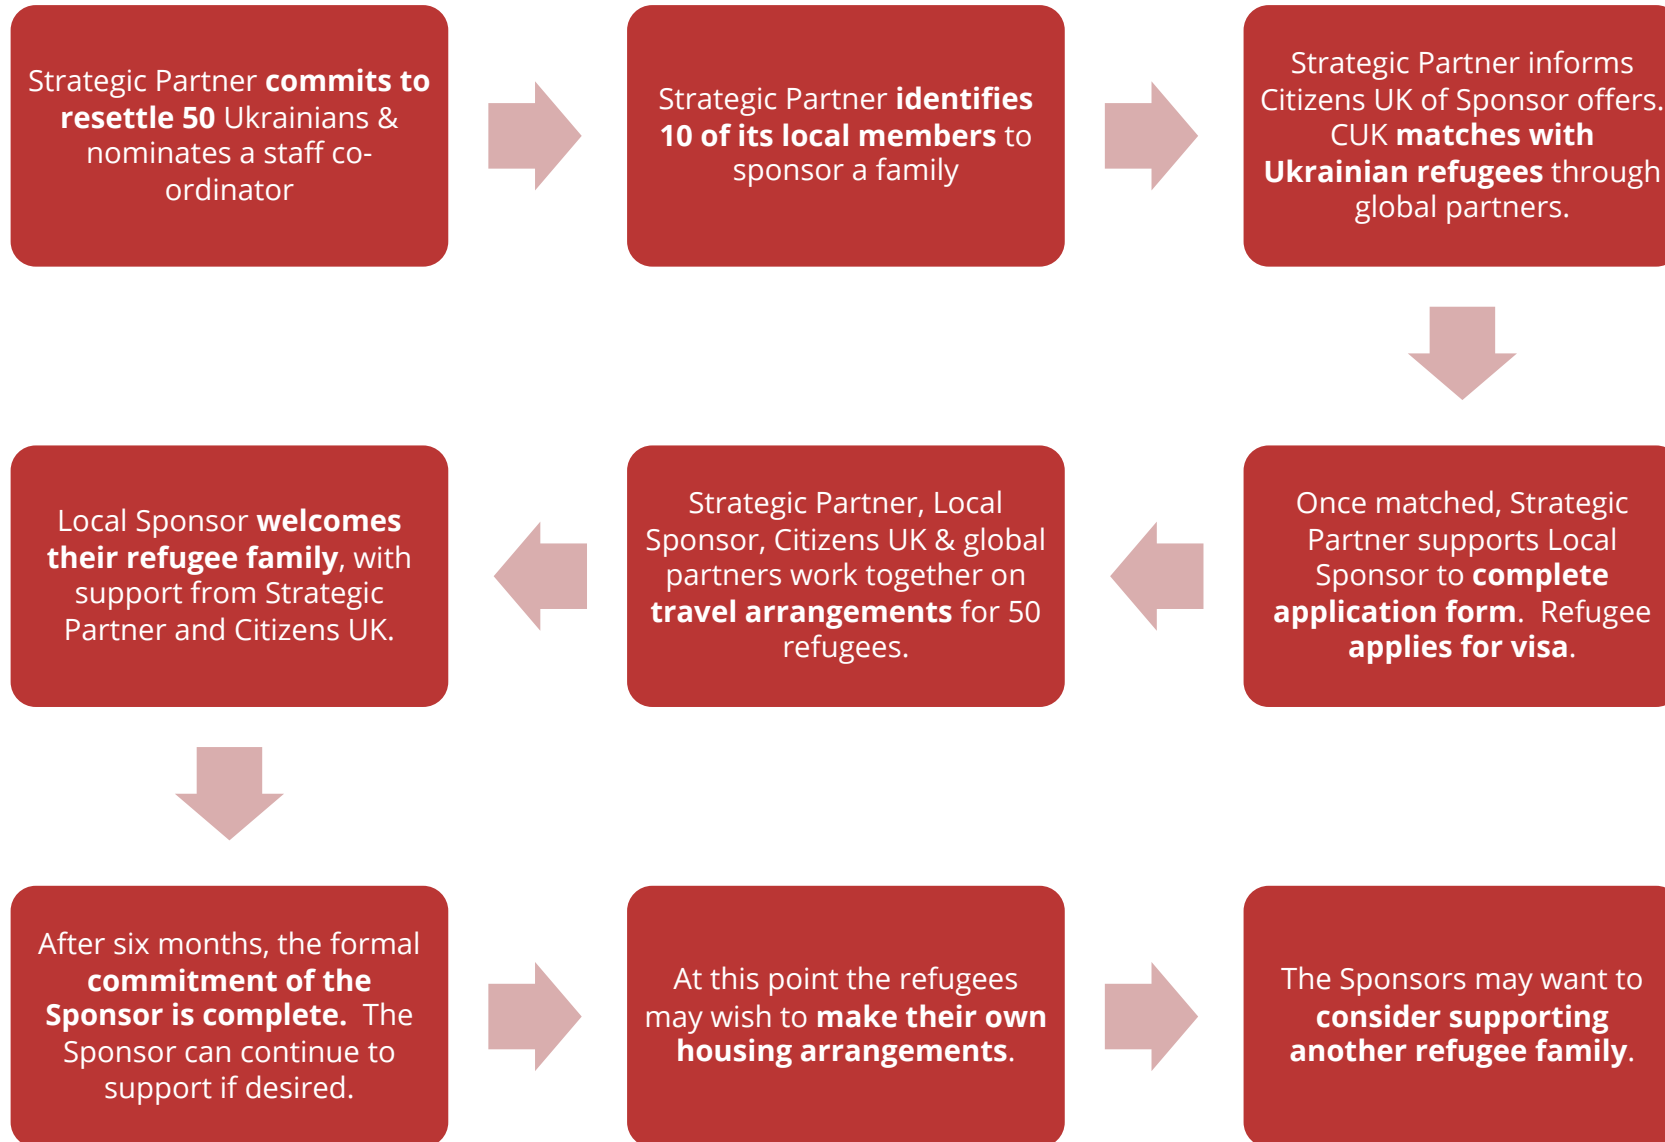 Strategic Partner commits to
resettle 50 Ukrainians &
nominates a staff co-
ordinator
Strategic Partner identifies
10 of its local members to
sponsor a family
Strategic Partner informs
Citizens UK of Sponsor offers.
CUK matches with
Ukrainian refugees through
global partners.
Once matched, Strategic
Partner supports Local
Sponsor to complete
application form.  Refugee
applies for visa.
Strategic Partner, Local
Sponsor, Citizens UK & global
partners work together on
travel arrangements for 50
refugees.
Local Sponsor welcomes
their refugee family, with
support from Strategic
Partner and Citizens UK.
After six months, the formal
commitment of the
Sponsor is complete.  The
Sponsor can continue to
support if desired.
At this point the refugees
may wish to make their own
housing arrangements.
The Sponsors may want to
consider supporting
another refugee family.